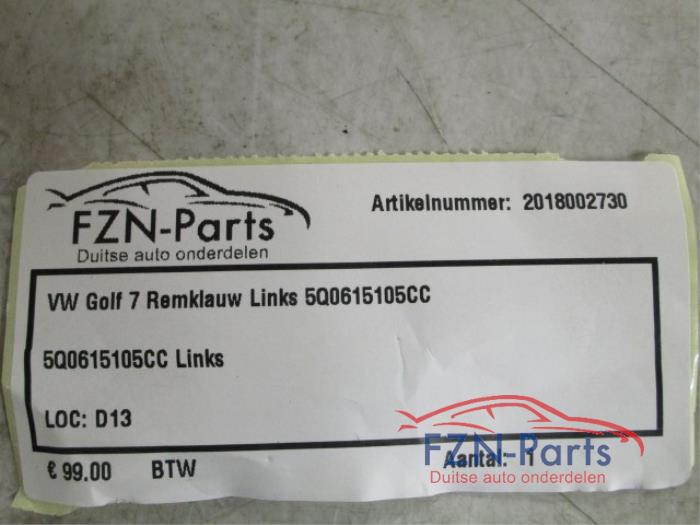 FZN-Parts
Duitse auto onderdelen
Artikelnummer: 2018002730
VW Golf 7 Remklauw Links 5Q0615105CC
5Q0615105CC Links
LOC: D13
€ 99.00 BTW Aantal:
FZN-Parts
Duitse auto onderdelen